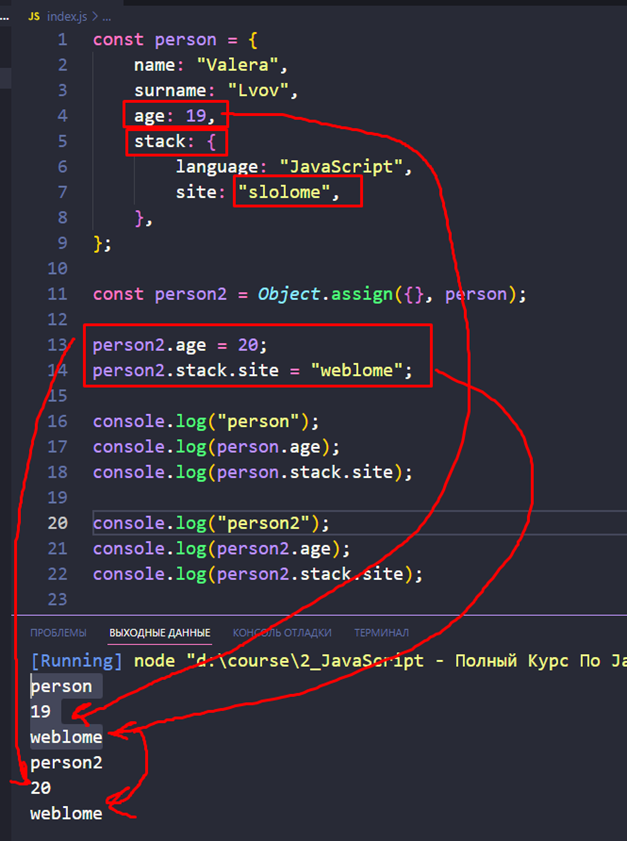 ... JS index.js > ...
1 const person = {
2 name: "Valera",
3 surname: "Lvov",
4 age: 19,
5 stack: {
6 language: "JavaScript",
7 site: "slolome",
8 },
9 };
10
11 const person2 = Object.assign({}, person);
12
13 person2.age = 20;
14 person2.stack.site = "weblome";
15
16 console.log("person");
17 console.log(person.age);
18 console.log(person.stack.site);
19
20 console.log("person2");
21 console.log(person2.age);
22 console.log(person2.stack.site);
23
ПРОБЛЕМЫ ВЫХОДНЫЕ ДАННЫЕ КОНСОЛЬ ОТЛАДКИ ТЕРМИНАЛ
[Running] node "d:\course\2_JavaScript - Полный Курс По Ja
person
19
weblome
person2
20
weblome